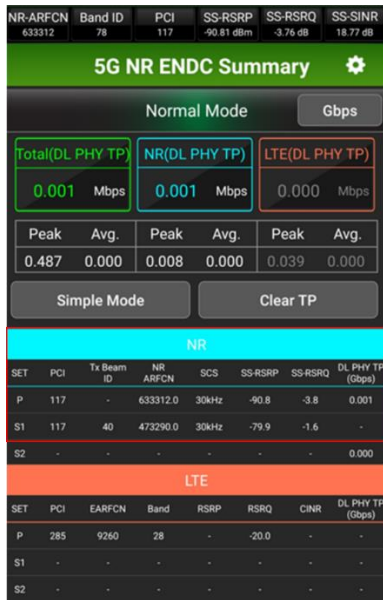 NR-ARFCN Band ID PCI SS-RSRP SS-RSRQ SS-SINR
633312 78 117 -90.81 dBm -3.76 dB 18.77 dB
5G NR ENDC Summary
Normal Mode Gbps
Total(DL PHY TP) NR(DL PHY TP) LTE(DL PHY TP)
0.001 Mbps 0.001 Mbps 0.000 Mbps
Peak Avg. Peak Avg. Peak Avg.
0.487 0.000 0.008 0.000 0.039 0.000
Simple Mode Clear TP
NR
SET PCI Tx Beam ID NR ARFCN SCS SS-RSRP SS-RSRQ DL PHY TP (Gbps)
P 117 - 633312.0 30kHz -90.8 -3.8 0.001
S1 117 40 473290.0 30kHz -79.9 -1.6 -
S2 - - - - - - 0.000
LTE
SET PCI EARFCN Band RSRP RSRQ CINR DL PHY TP (Gbps)
P 285 9260 28 - -20.0 - -
S1 - - - - - - -
S2 - - - - - - -